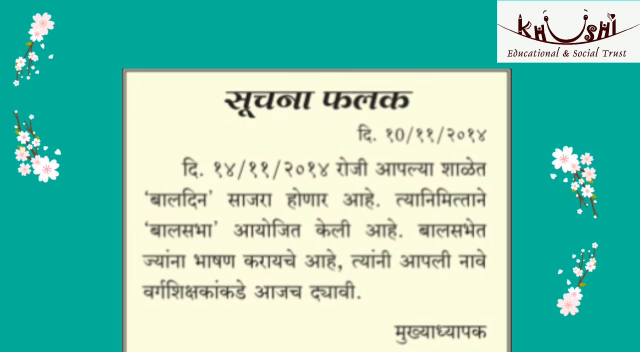 KHUSHI
Educational & Social Trust
सूचना फलक
दि. १०/११/२०१४
दि. १४/११/२०१४ रोजी आपल्या शाळेत
‘बालदिन’ साजरा होणार आहे. त्यानिमित्ताने
‘बालसभा’ आयोजित केली आहे. बालसभेत
ज्यांना भाषण करायचे आहे, त्यांनी आपली नावे
वर्गशिक्षकांकडे आजच द्यावी.
मुख्याध्यापक